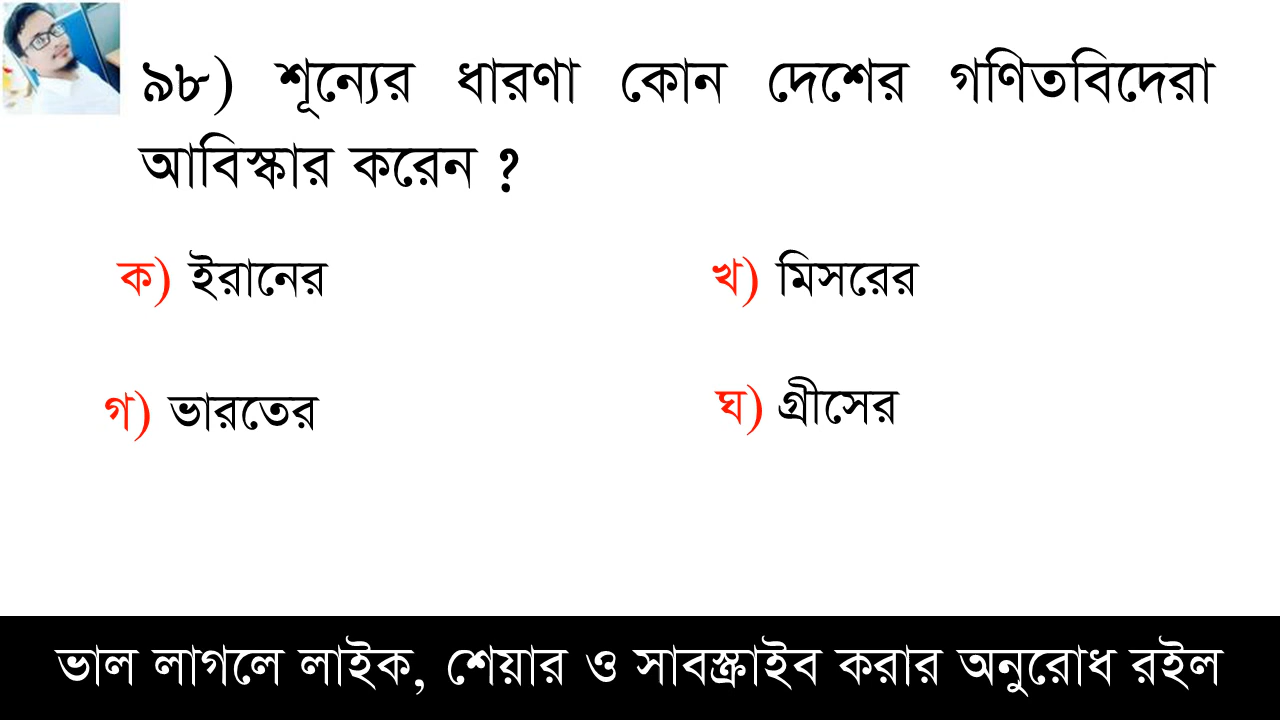 ৯৮) শূন্যের ধারণা কোন দেশের গণিতবিদেরা
আবিস্কার করেন ?
ক) ইরানের
খ) মিসরের
গ) ভারতের
ঘ) গ্রীসের
ভাল লাগলে লাইক, শেয়ার ও সাবস্ক্রাইব করার অনুরোধ রইল